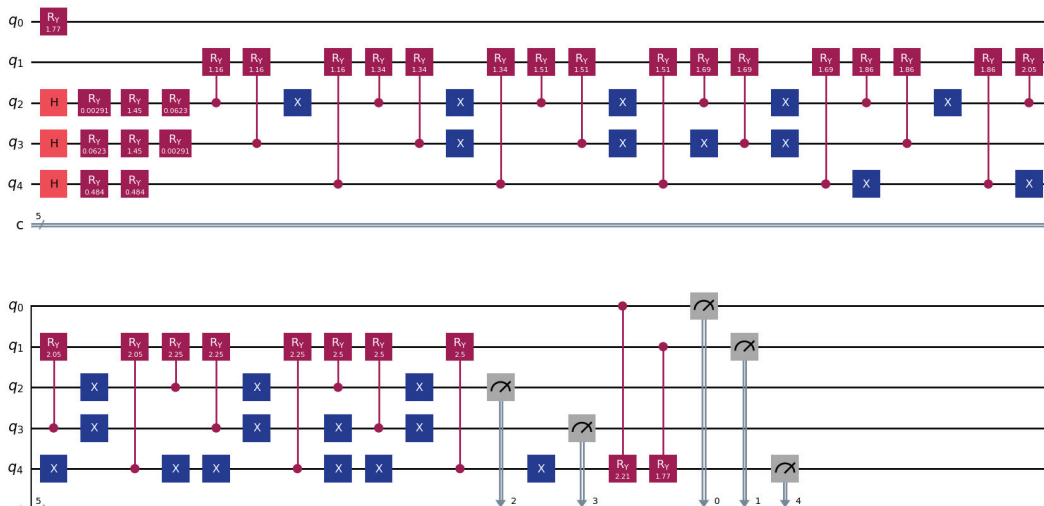 q0 RY 1.77
q1 RY 1.16 RY 1.16 RY 1.16 RY 1.34 RY 1.34 RY 1.34 RY 1.51 RY 1.51 RY 1.51 RY 1.69 RY 1.69 RY 1.69 RY 1.86 RY 1.86 RY 1.86 RY 2.05
q2 H RY 0.00291 RY 1.45 RY 0.0623 X X X X X
q3 H RY 0.0623 RY 1.45 RY 0.00291 X X X X
q4 H RY 0.484 RY 0.484 X X
c 5
q0
q1 RY 2.05 RY 2.05 RY 2.25 RY 2.25 RY 2.25 RY 2.5 RY 2.5 RY 2.5
q2 X X X
q3 X X X X
q4 X X X X X X RY 2.21 RY 1.77
5 2 3 0 1 4